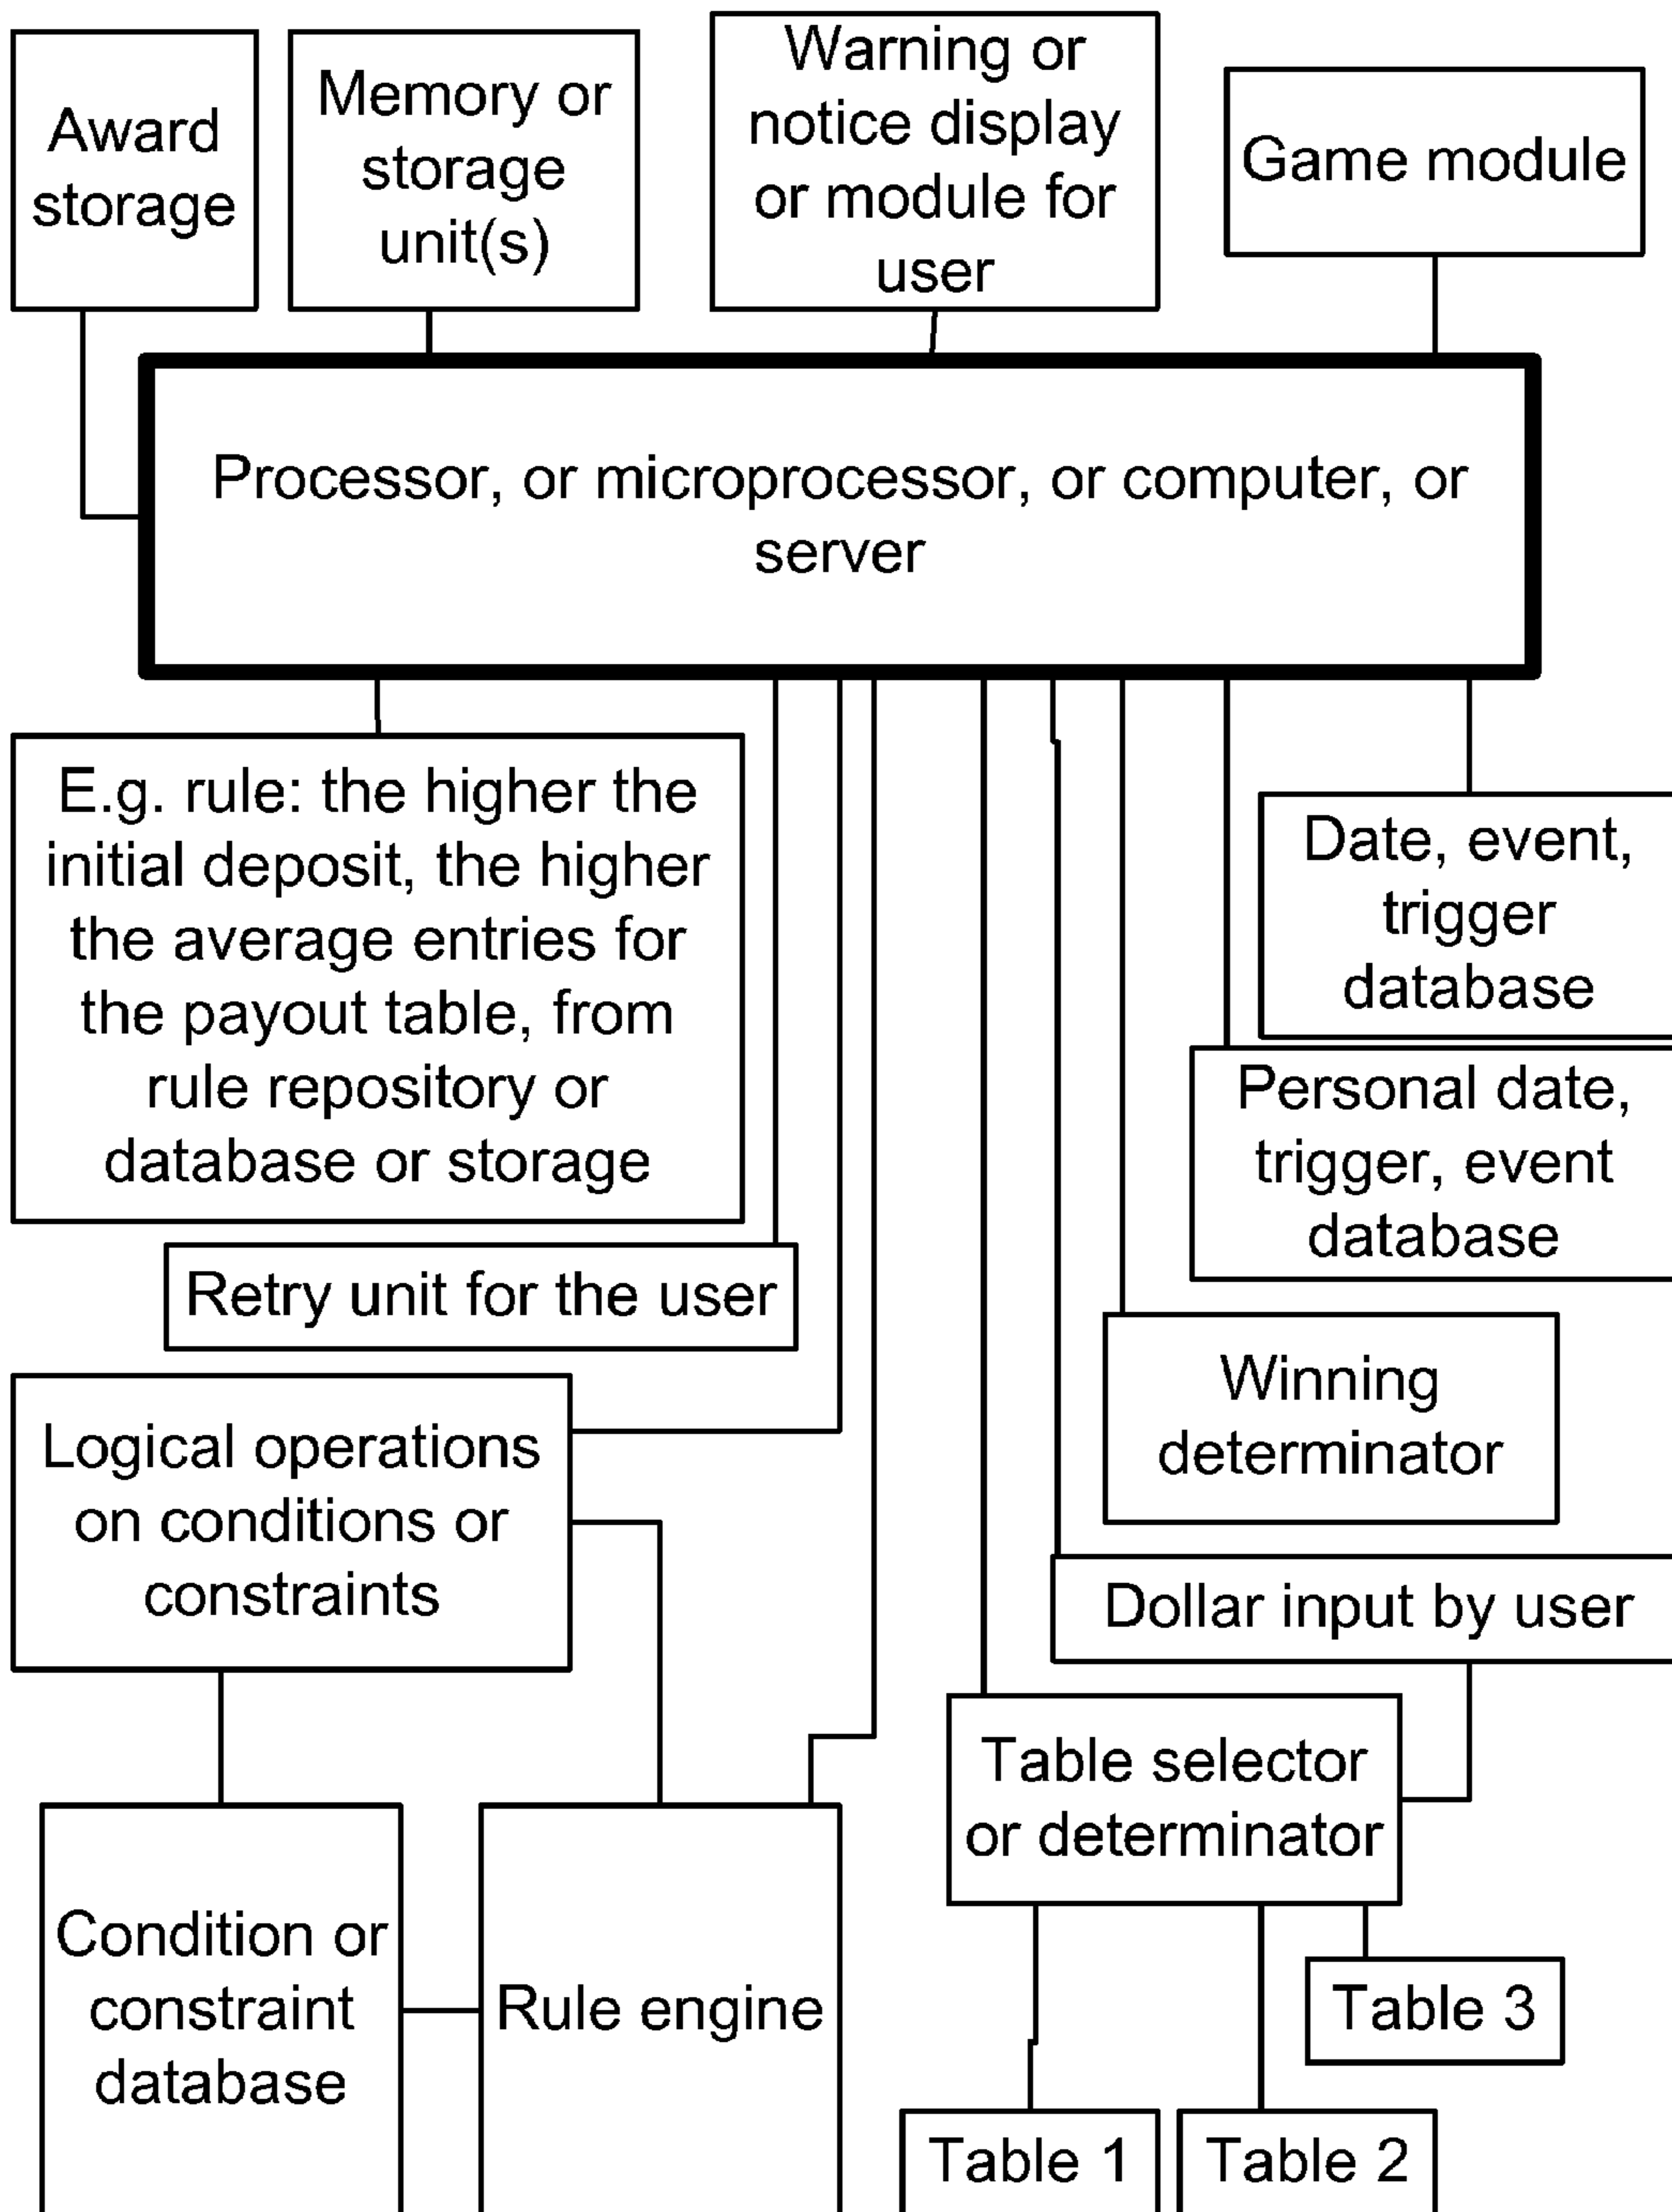 Award
storage
Memory or
storage
unit(s)
Warning or
notice display
or module for
user
Game module
Processor, or microprocessor, or computer, or
server
E.g. rule: the higher the
initial deposit, the higher
the average entries for
the payout table, from
rule repository or
database or storage
Date, event,
trigger
database
Personal date,
trigger, event
database
Retry unit for the user
Winning
determinator
Logical operations
on conditions or
constraints
Dollar input by user
Table selector
or determinator
Condition or
constraint
database
Rule engine
Table 3
Table 1
Table 2